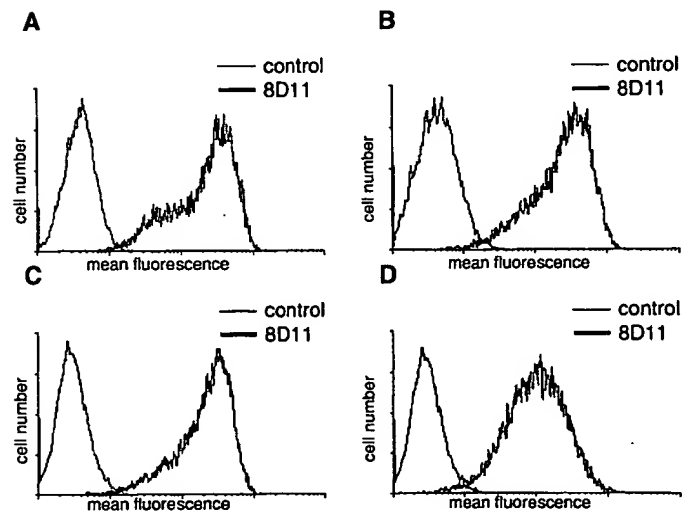 A
control
8D11
cell number
mean fluorescence
B
control
8D11
cell number
mean fluorescence
C
control
8D11
cell number
mean fluorescence
D
control
8D11
cell number
mean fluorescence